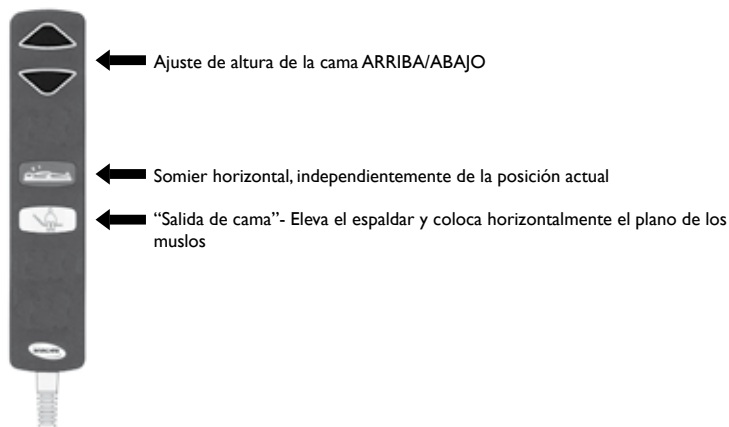 Ajuste de altura de la cama ARRIBA/ABAJO
Somier horizontal, independientemente de la posición actual
“Salida de cama”- Eleva el espaldar y coloca horizontalmente el plano de los
muslos